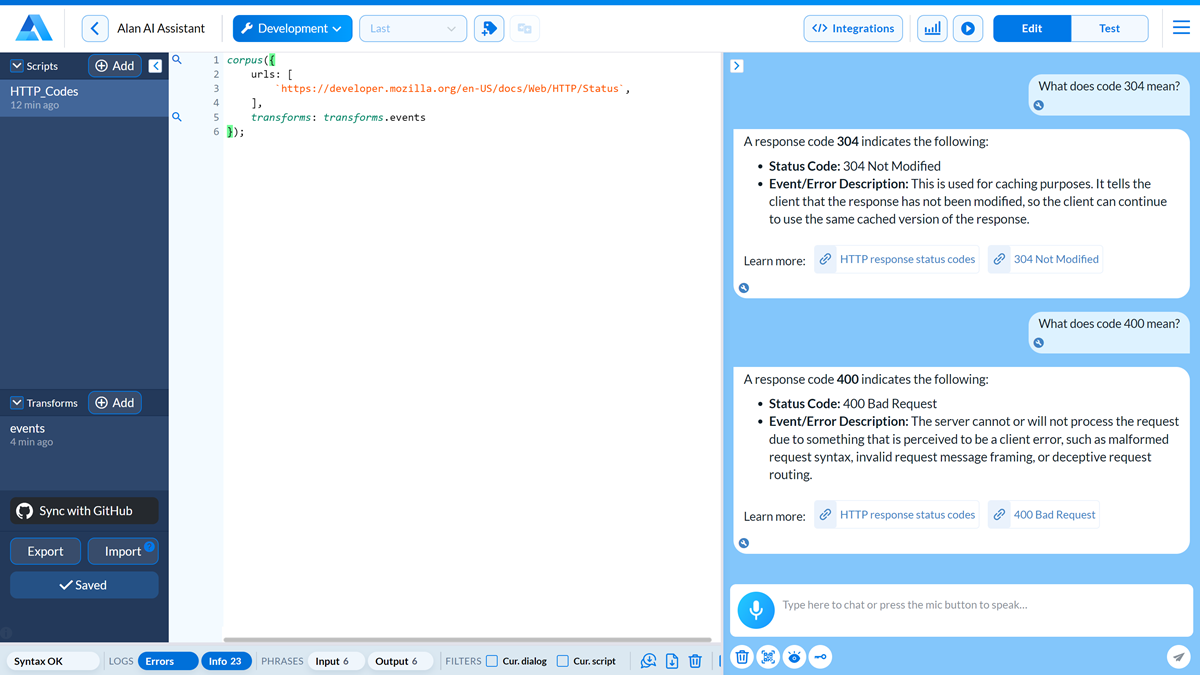 Alan AI Assistant
Development
Last
Integrations
Edit
Test
Scripts
Add
HTTP_Codes
12 min ago
Transforms
Add
events
4 min ago
Sync with GitHub
Export
Import
?
Saved
1 corpus({
2 urls: [
3 `https://developer.mozilla.org/en-US/docs/Web/HTTP/Status`,
4 ],
5 transforms: transforms.events
6 });
What does code 304 mean?
A response code 304 indicates the following:
• Status Code: 304 Not Modified
• Event/Error Description: This is used for caching purposes. It tells the
client that the response has not been modified, so the client can continue
to use the same cached version of the response.
Learn more:
HTTP response status codes
304 Not Modified
What does code 400 mean?
A response code 400 indicates the following:
• Status Code: 400 Bad Request
• Event/Error Description: The server cannot or will not process the request
due to something that is perceived to be a client error, such as malformed
request syntax, invalid request message framing, or deceptive request
routing.
Learn more:
HTTP response status codes
400 Bad Request
Type here to chat or press the mic button to speak...
Syntax OK
LOGS
Errors
Info 23
PHRASES
Input 6
Output 6
FILTERS
Cur. dialog
Cur. script